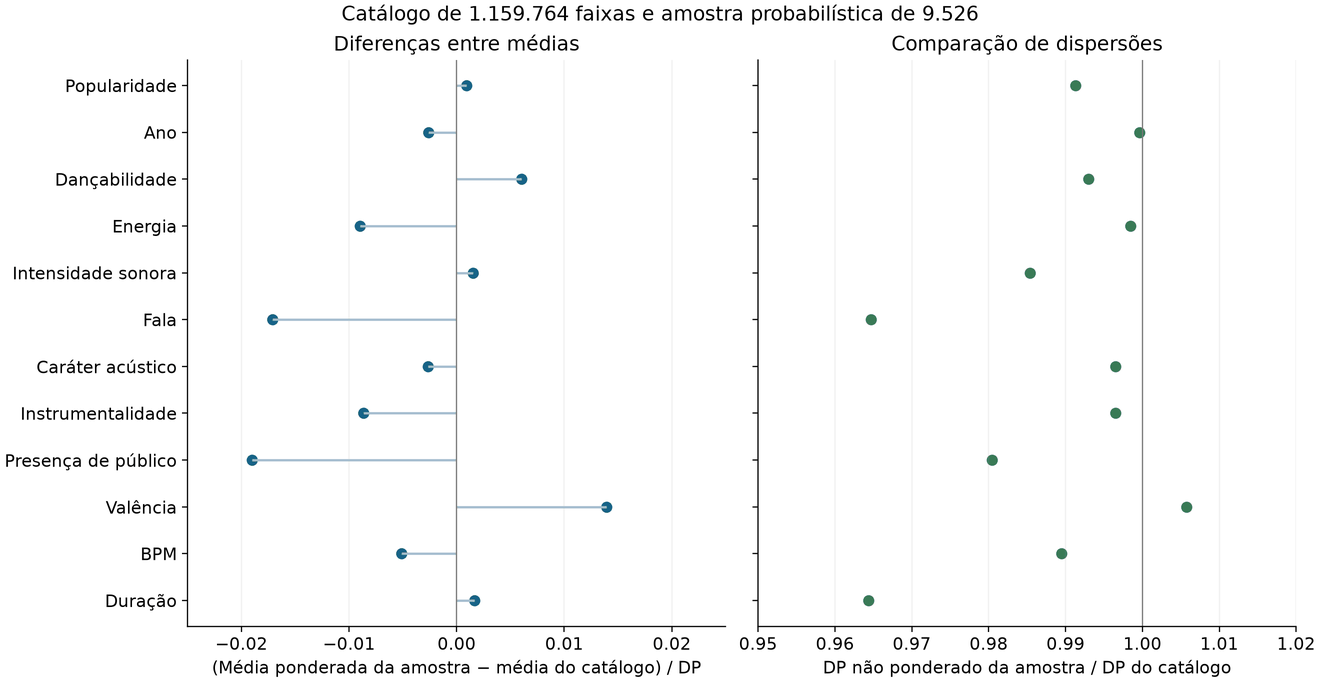 Catálogo de 1.159.764 faixas e amostra probabilística de 9.526
Diferenças entre médias
Comparação de dispersões
Popularidade
Ano
Dançabilidade
Energia
Intensidade sonora
Fala
Caráter acústico
Instrumentalidade
Presença de público
Valência
BPM
Duração
−0.02 −0.01 0.00 0.01 0.02
0.95 0.96 0.97 0.98 0.99 1.00 1.01 1.02
(Média ponderada da amostra − média do catálogo) / DP
DP não ponderado da amostra / DP do catálogo